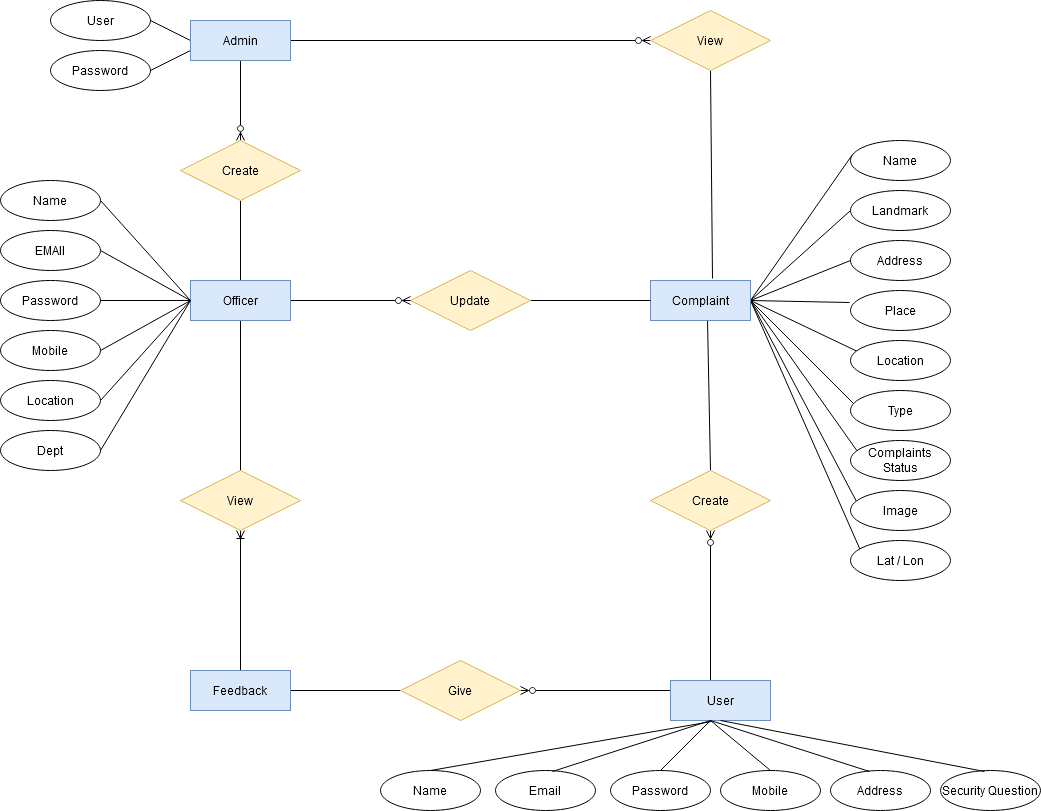 User
Admin
View
Password
Create
Name
Name
Landmark
EMAIl
Address
Password
Officer
Update
Complaint
Place
Mobile
Location
Location
Type
Dept
Complaints
Status
View
Create
Image
Lat / Lon
Feedback
Give
User
Name
Email
Password
Mobile
Address
Security Question